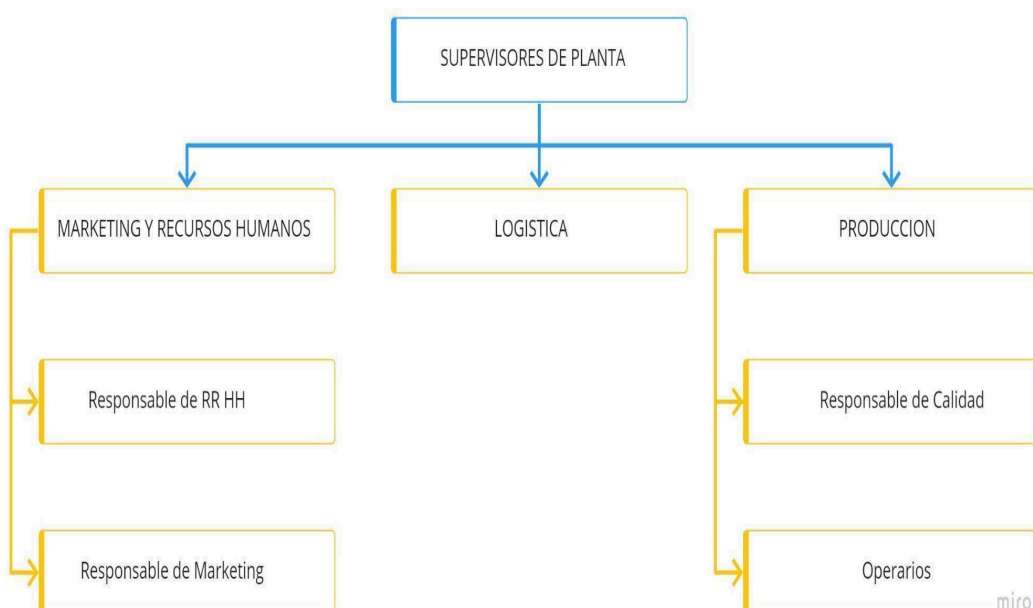 SUPERVISORES DE PLANTA
MARKETING Y RECURSOS HUMANOS
LOGISTICA
PRODUCCION
Responsable de RR HH
Responsable de Calidad
Responsable de Marketing
Operarios
miro